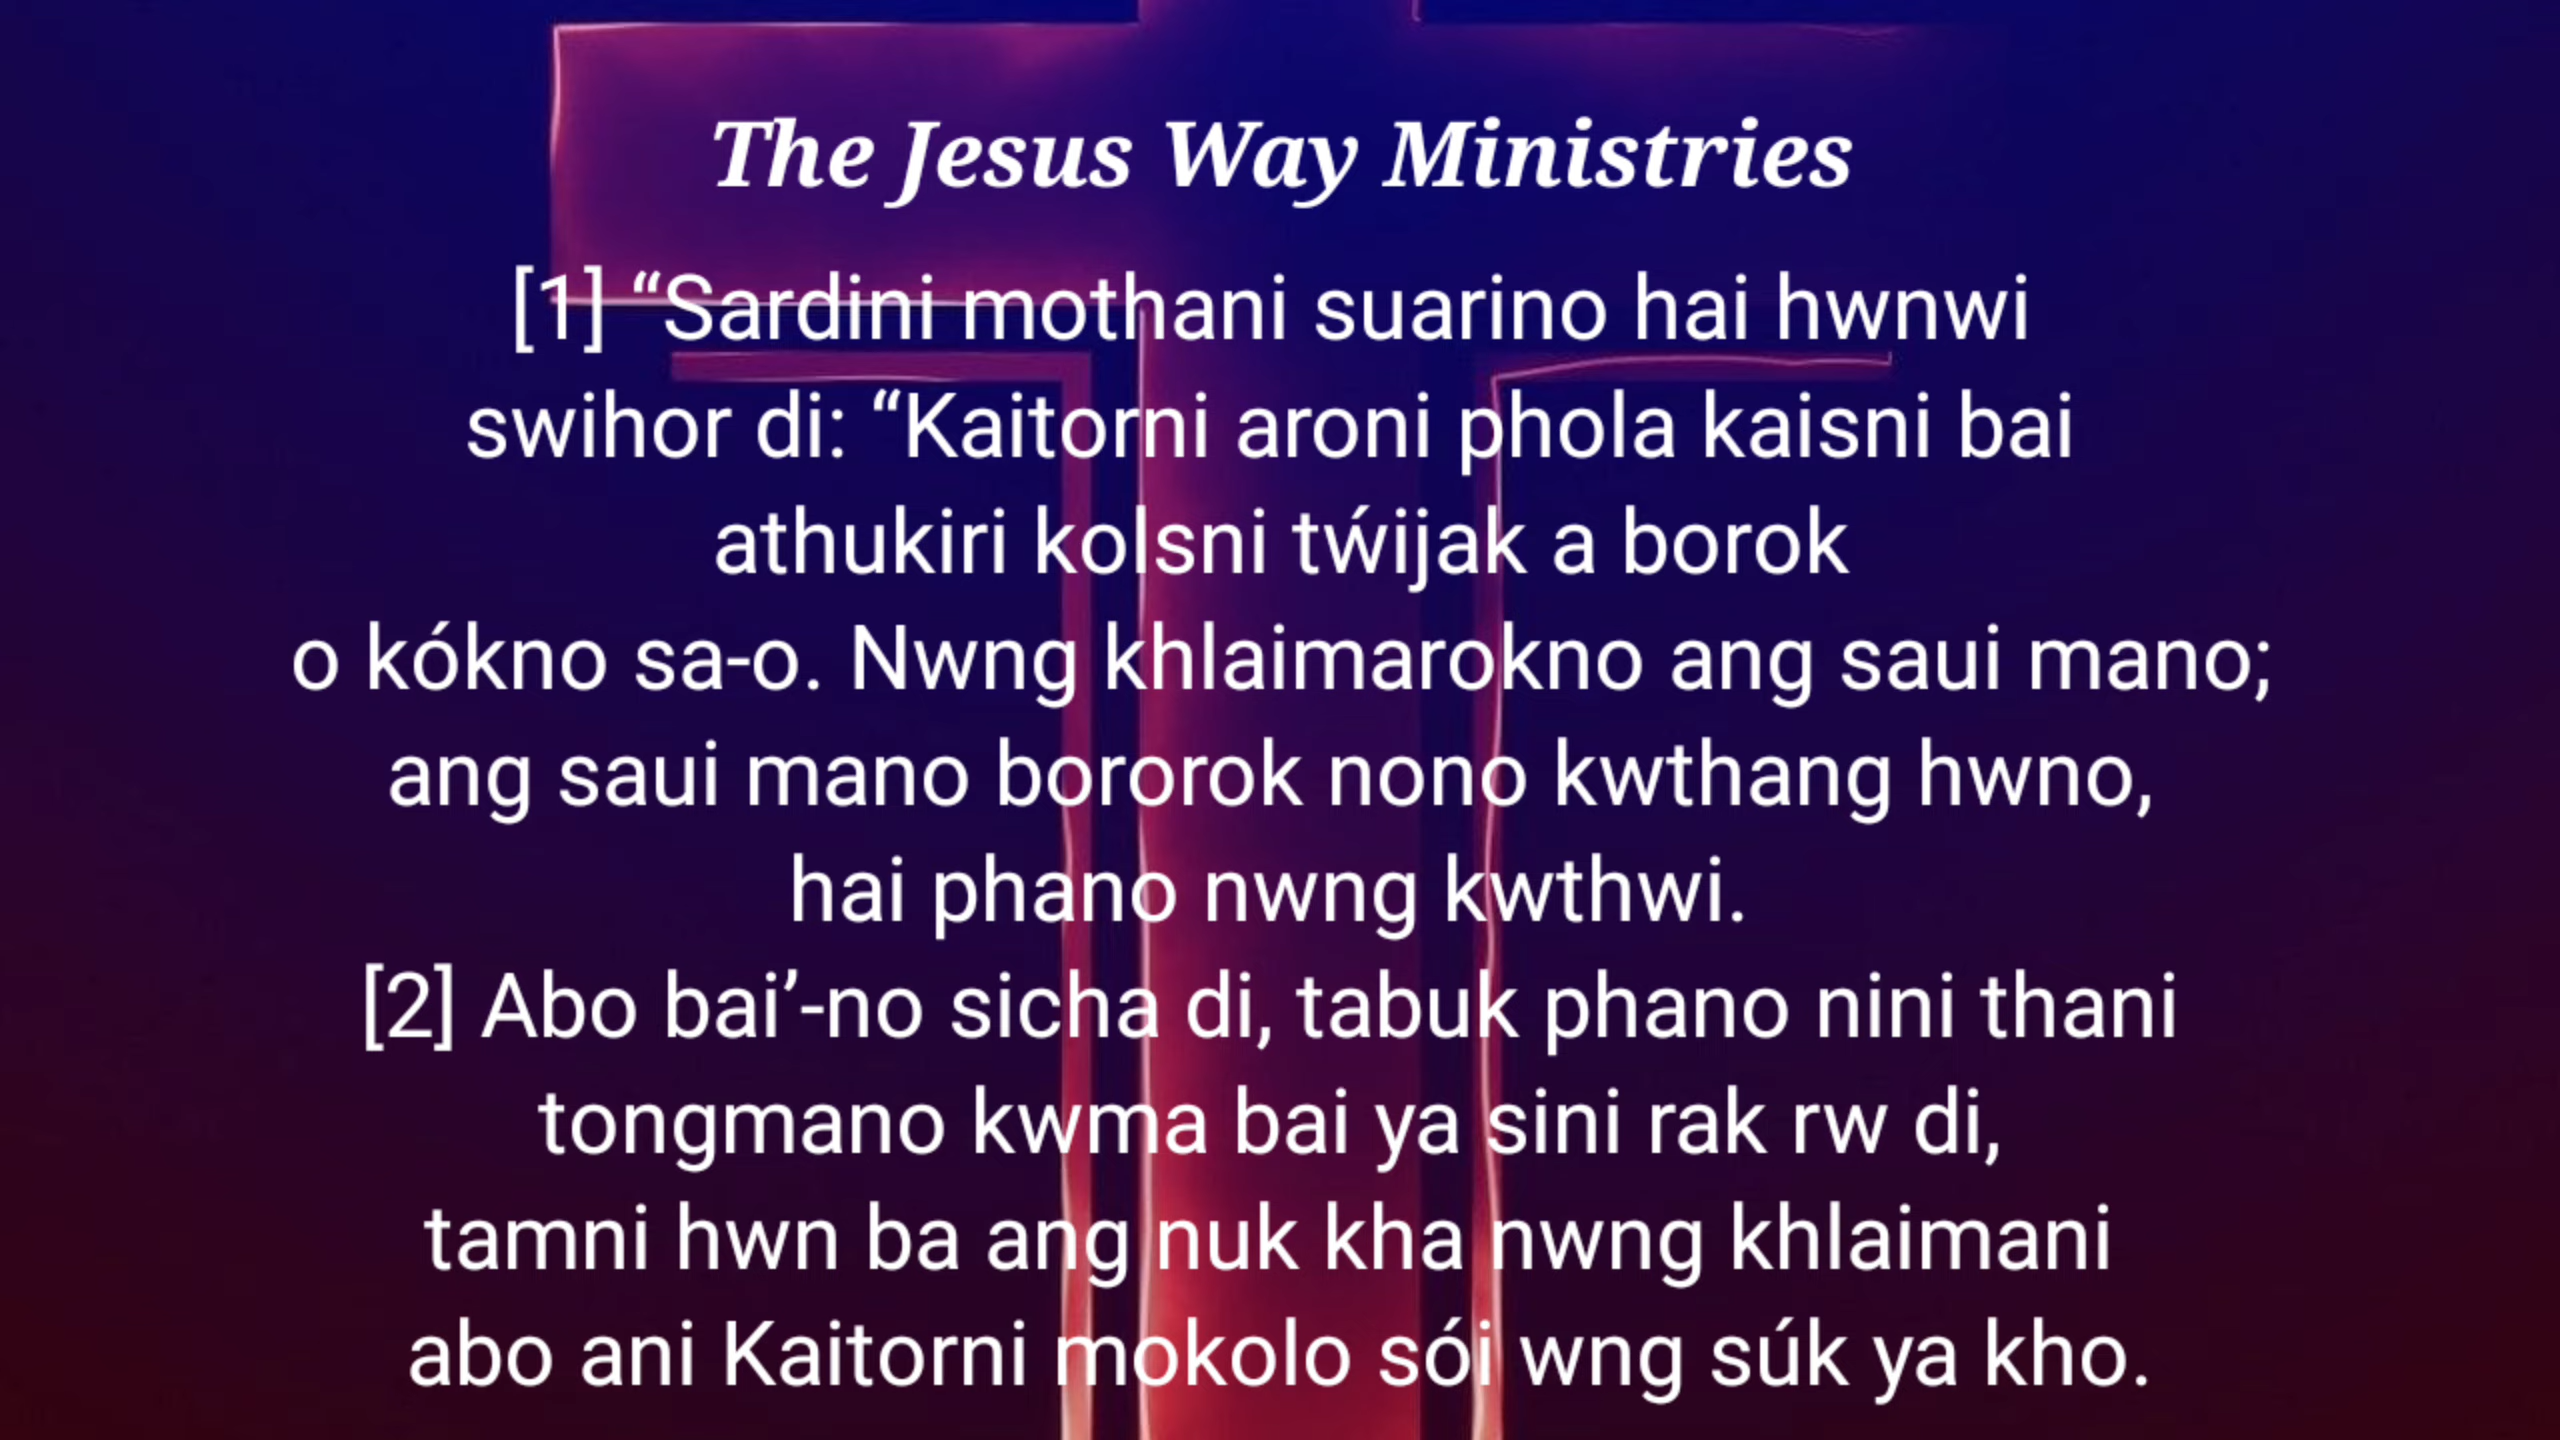 The Jesus Way Ministries
[1] “Sardini mothani suarino hai hwnwi
swihor di: “Kaitorni aroni phola kaisni bai
athukiri kolsni tẃijak a borok
o kókno sa-o. Nwng khlaimarokno ang saui mano;
ang saui mano bororok nono kwthang hwno,
hai phano nwng kwthwi.
[2] Abo bai’-no sicha di, tabuk phano nini thani
tongmano kwma bai ya sini rak rw di,
tamni hwn ba ang nuk kha nwng khlaimani
abo ani Kaitorni mokolo sói wng súk ya kho.